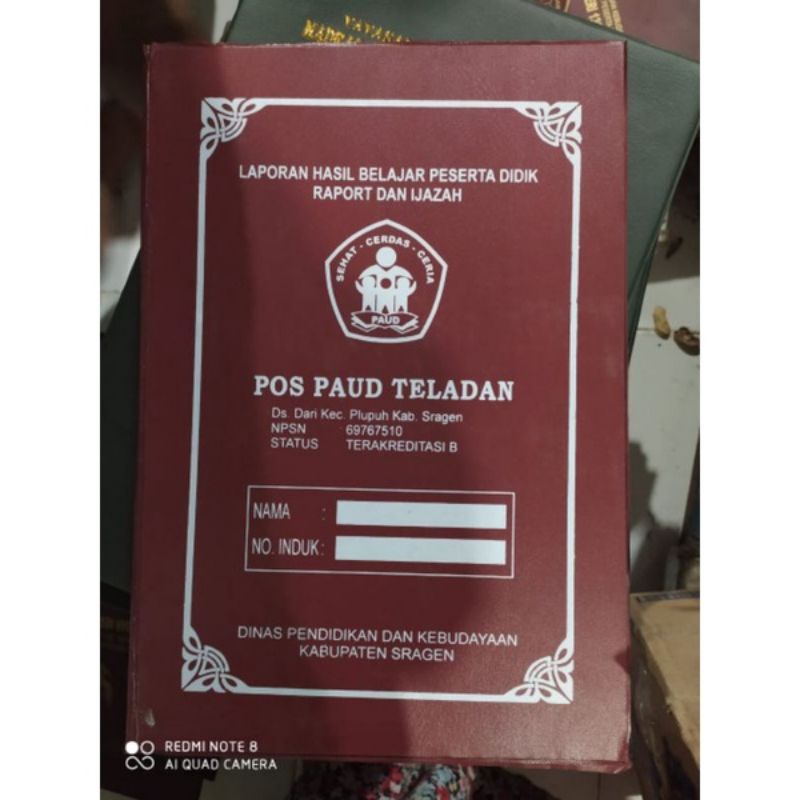 LAPORAN HASIL BELAJAR PESERTA DIDIK
RAPORT DAN IJAZAH
SEHAT - CERDAS - CERIA
PAUD
POS PAUD TELADAN
Ds. Dari Kec. Plupuh Kab. Sragen
NPSN : 69767510
STATUS TERAKREDITASI B
NAMA :
NO. INDUK :
DINAS PENDIDIKAN DAN KEBUDAYAAN
KABUPATEN SRAGEN
REDMI NOTE 8
AI QUAD CAMERA